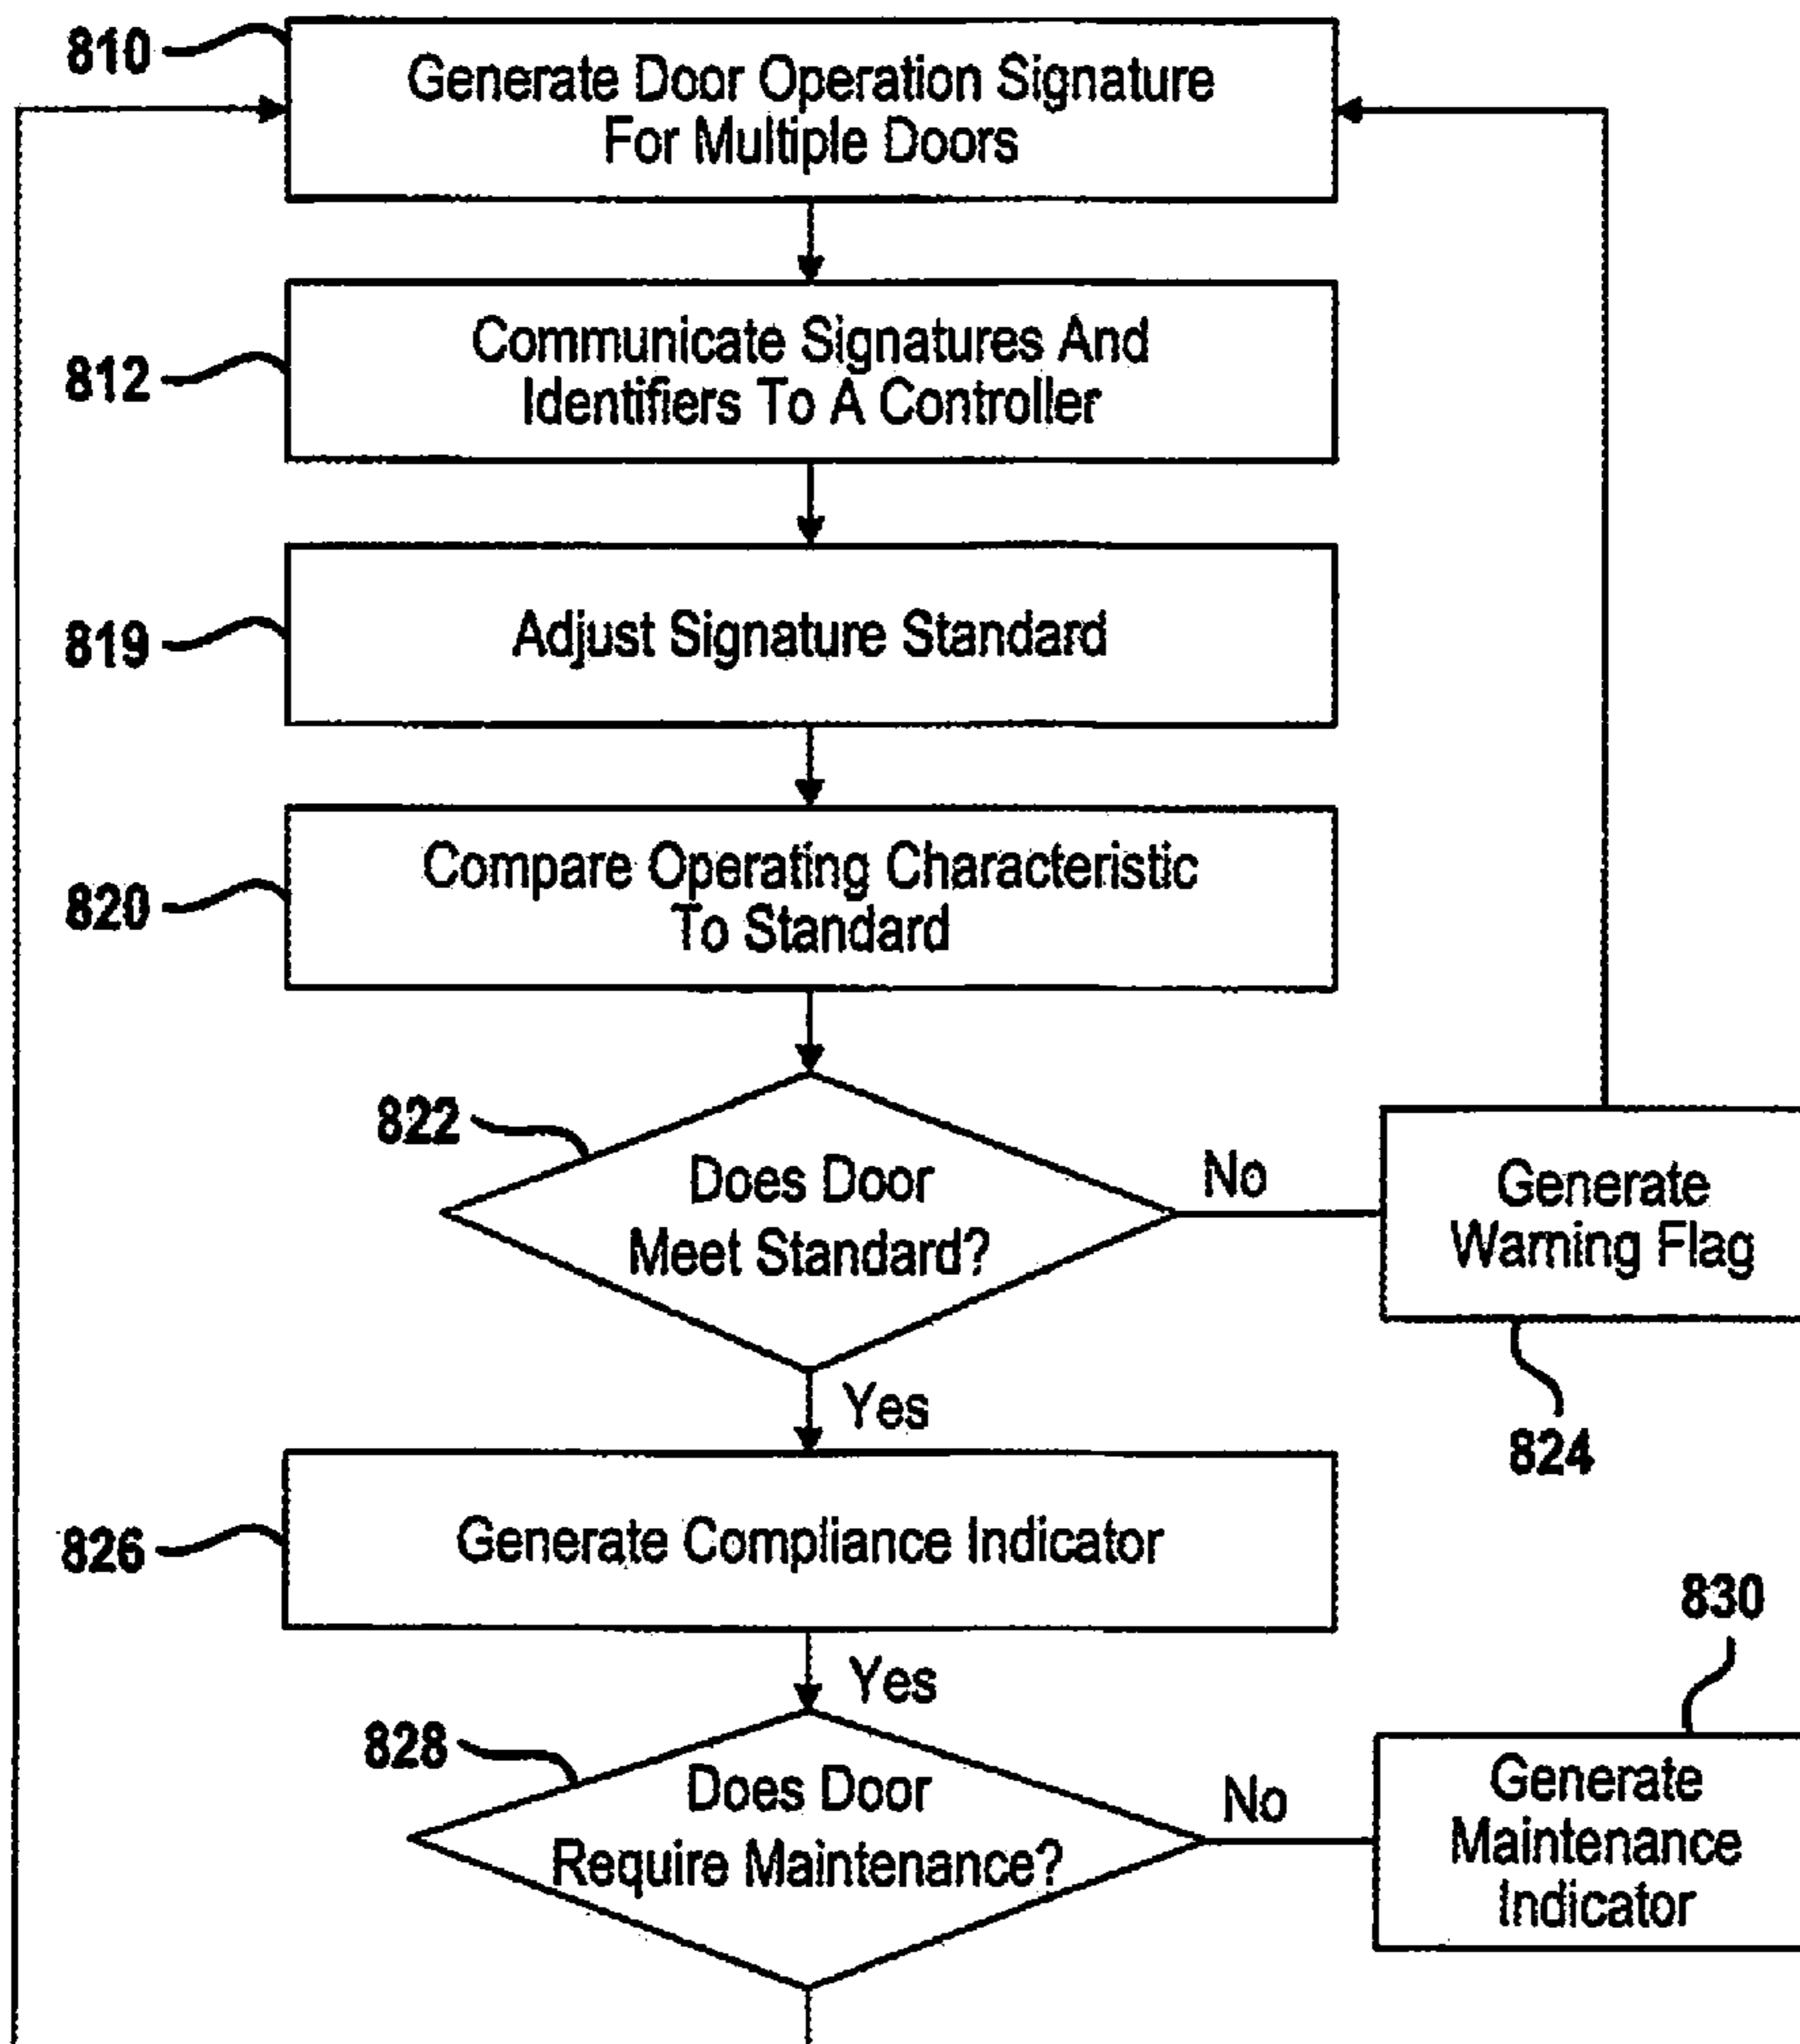 810
Generate Door Operation Signature
For Multiple Doors
812
Communicate Signatures And
Identifiers To A Controller
819
Adjust Signature Standard
820
Compare Operating Characteristic
To Standard
822
Does Door
Meet Standard?
No
Generate
Warning Flag
824
Yes
826
Generate Compliance Indicator
Yes
828
Does Door
Require Maintenance?
No
830
Generate
Maintenance
Indicator